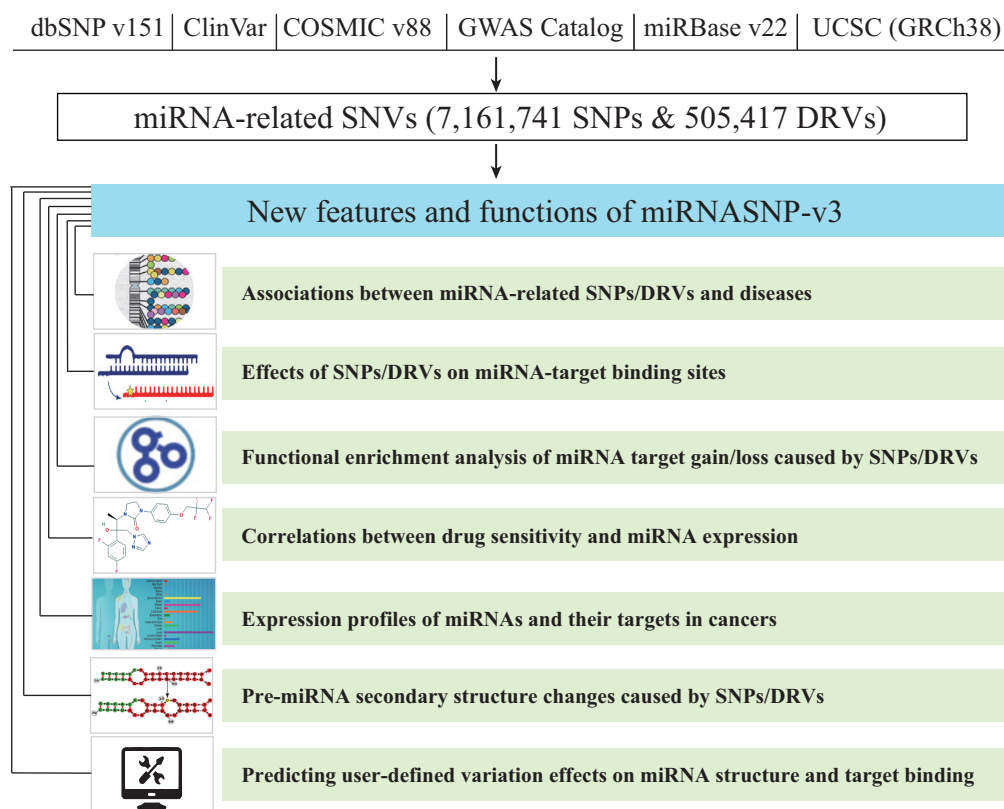 dbSNP v151 ClinVar COSMIC v88 GWAS Catalog miRBase v22 UCSC (GRCh38)
miRNA-related SNVs (7,161,741 SNPs & 505,417 DRVs)
New features and functions of miRNASNP-v3
Associations between miRNA-related SNPs/DRVs and diseases
Effects of SNPs/DRVs on miRNA-target binding sites
Functional enrichment analysis of miRNA target gain/loss caused by SNPs/DRVs
Correlations between drug sensitivity and miRNA expression
Expression profiles of miRNAs and their targets in cancers
Pre-miRNA secondary structure changes caused by SNPs/DRVs
Predicting user-defined variation effects on miRNA structure and target binding